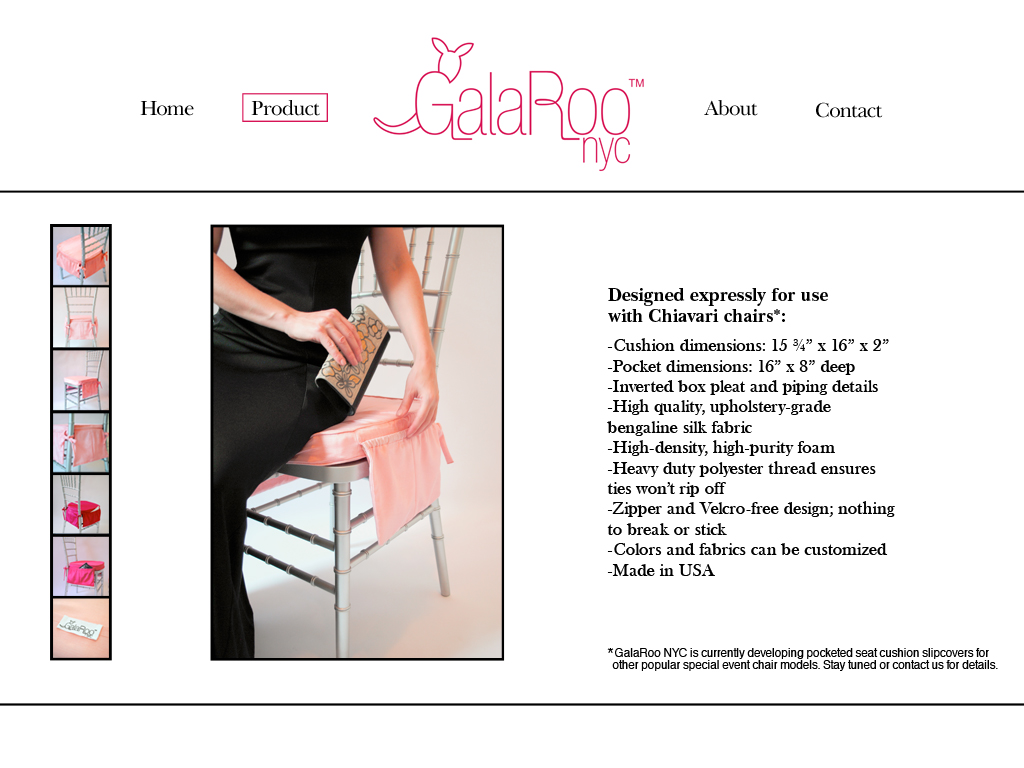 Home
Product
GalaRoo™
nyc
About
Contact
Designed expressly for use
with Chiavari chairs*:
-Cushion dimensions: 15 ¾” x 16” x 2”
-Pocket dimensions: 16” x 8” deep
-Inverted box pleat and piping details
-High quality, upholstery-grade
bengaline silk fabric
-High-density, high-purity foam
-Heavy duty polyester thread ensures
ties won’t rip off
-Zipper and Velcro-free design; nothing
to break or stick
-Colors and fabrics can be customized
-Made in USA
GalaRoo
* GalaRoo NYC is currently developing pocketed seat cushion slipcovers for
other popular special event chair models. Stay tuned or contact us for details.